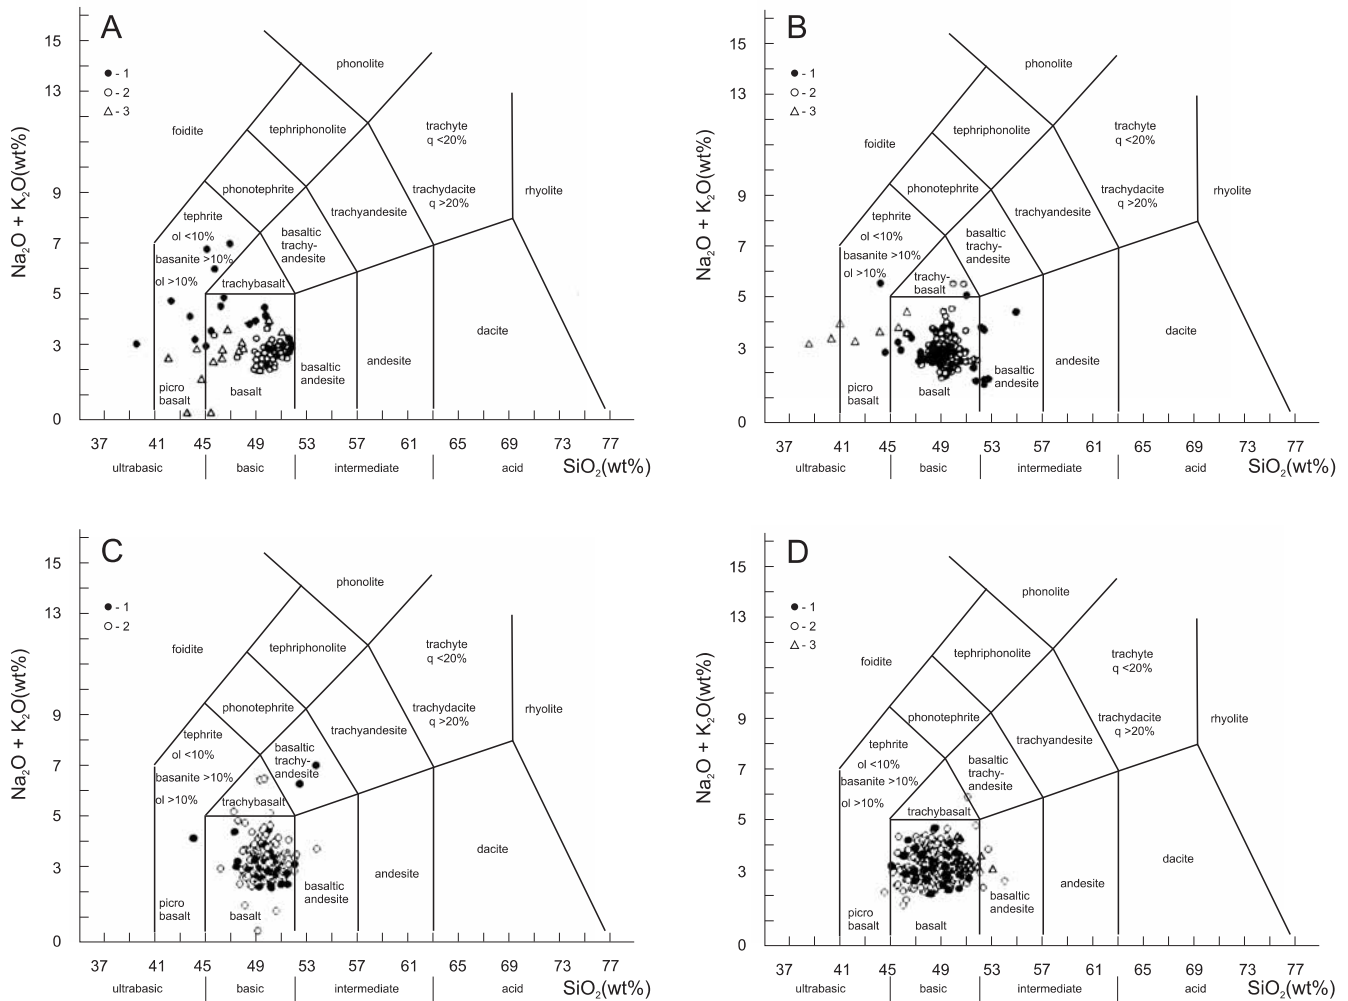 A
15
13
9
7
5
3
0
Na2O + K2O(wt%)
- 1
- 2
- 3
phonolite
foidite
tephriphonolite
trachyte
q <20%
phonotephrite
trachydacite
q >20%
rhyolite
tephrite
ol <10%
basanite >10%
ol >10%
basaltic
trachy-
andesite
trachyandesite
trachybasalt
dacite
picro
basalt
basalt
basaltic
andesite
andesite
37 41 45 49 53 57 61 65 69 73 77
ultrabasic basic intermediate acid SiO2(wt%)
B
15
13
9
7
5
3
0
Na2O + K2O(wt%)
- 1
- 2
- 3
phonolite
foidite
tephriphonolite
trachyte
q <20%
phonotephrite
trachydacite
q >20%
rhyolite
tephrite
ol <10%
basanite >10%
ol >10%
basaltic
trachy-
andesite
trachyandesite
trachy-
basalt
dacite
picro
basalt
basalt
basaltic
andesite
andesite
37 41 45 49 53 57 61 65 69 73 77
ultrabasic basic intermediate acid SiO2(wt%)
C
15
13
9
7
5
3
0
Na2O + K2O(wt%)
- 1
- 2
phonolite
foidite
tephriphonolite
trachyte
q <20%
phonotephrite
trachydacite
q >20%
rhyolite
tephrite
ol <10%
basanite >10%
ol >10%
basaltic
trachy-
andesite
trachyandesite
trachybasalt
dacite
picro
basalt
basalt
basaltic
andesite
andesite
37 41 45 49 53 57 61 65 69 73 77
ultrabasic basic intermediate acid SiO2(wt%)
D
15
13
9
7
5
3
0
Na2O + K2O(wt%)
- 1
- 2
- 3
phonolite
foidite
tephriphonolite
trachyte
q <20%
phonotephrite
trachydacite
q >20%
rhyolite
tephrite
ol <10%
basanite >10%
ol >10%
basaltic
trachy-
andesite
trachyandesite
trachybasalt
dacite
picro
basalt
basalt
basaltic
andesite
andesite
37 41 45 49 53 57 61 65 69 73 77
ultrabasic basic intermediate acid SiO2(wt%)